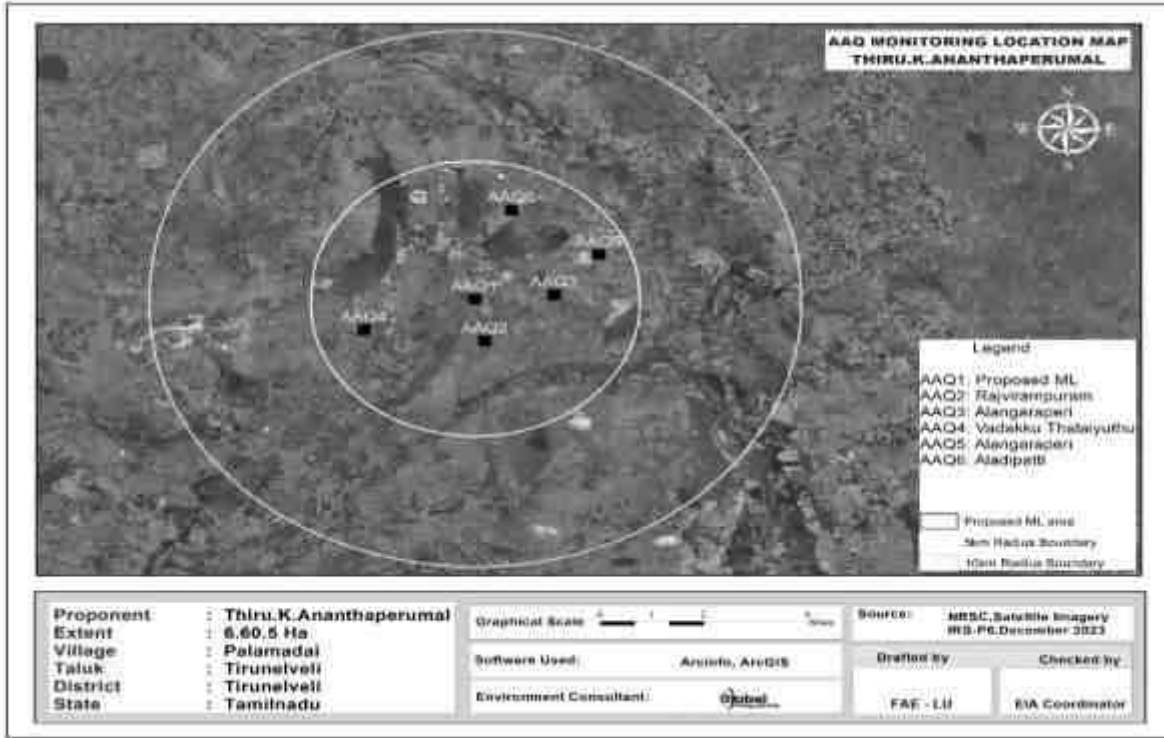 AAQ MONITORING LOCATION MAP
THIRU.K.ANANTHAPERUMAL
N
E
AAQ1
AAQ2
AAQ3
AAQ4
Legend
AAQ1: Proposed ML
AAQ2: Rajvirampuram
AAQ3: Alangaraperi
AAQ4: Vadakku Thalaiyuthu
AAQ5: Alangaraperi
AAQ6: Aladipatti
Proposed ML area
5km Radius Boundary
10km Radius Boundary
Proponent : Thiru.K.Ananthaperumal
Extent : 6.60.5 Ha
Village : Palamadai
Taluk : Tirunelveli
District : Tirunelveli
State : Tamilnadu
Graphical Scale
Software Used: Arcinfo, ArcGIS
Environment Consultant: Global
Source: NRSC,Satellite Imagery
IRS-P6,December 2023
Drafted by
Checked by
FAE - LU
EIA Coordinator